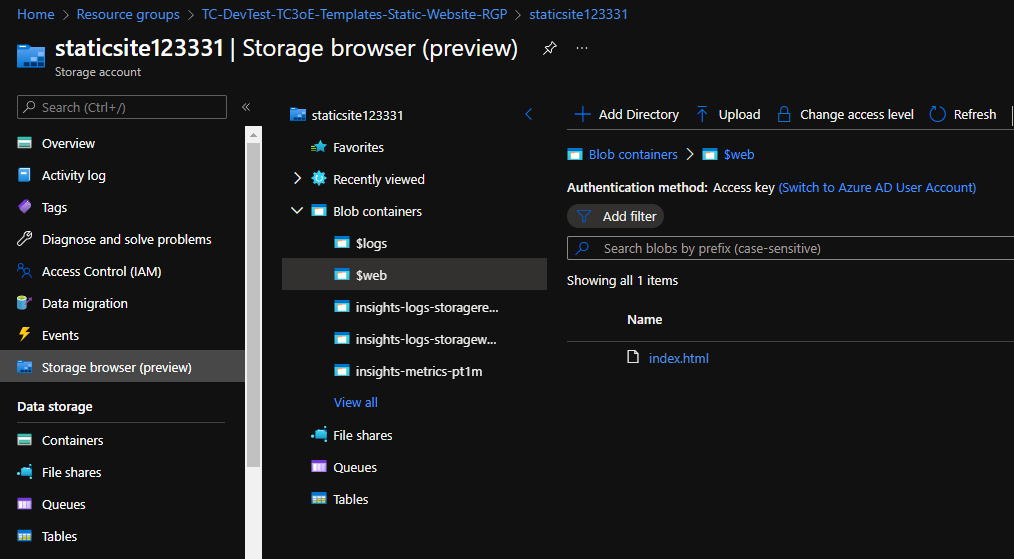 Home > Resource groups > TC-DevTest-TC3oE-Templates-Static-Website-RGP > staticsite123331
staticsite123331 | Storage browser (preview) ...
Storage account
Search (Ctrl+/)
«
Overview
Activity log
Tags
Diagnose and solve problems
Access Control (IAM)
Data migration
Events
Storage browser (preview)
Data storage
Containers
File shares
Queues
Tables
staticsite123331
Favorites
Recently viewed
Blob containers
$logs
$web
insights-logs-storagere...
insights-logs-storagew...
insights-metrics-pt1m
View all
File shares
Queues
Tables
Add Directory Upload Change access level Refresh
Blob containers > $web
Authentication method: Access key (Switch to Azure AD User Account)
Add filter
Search blobs by prefix (case-sensitive)
Showing all 1 items
Name
index.html